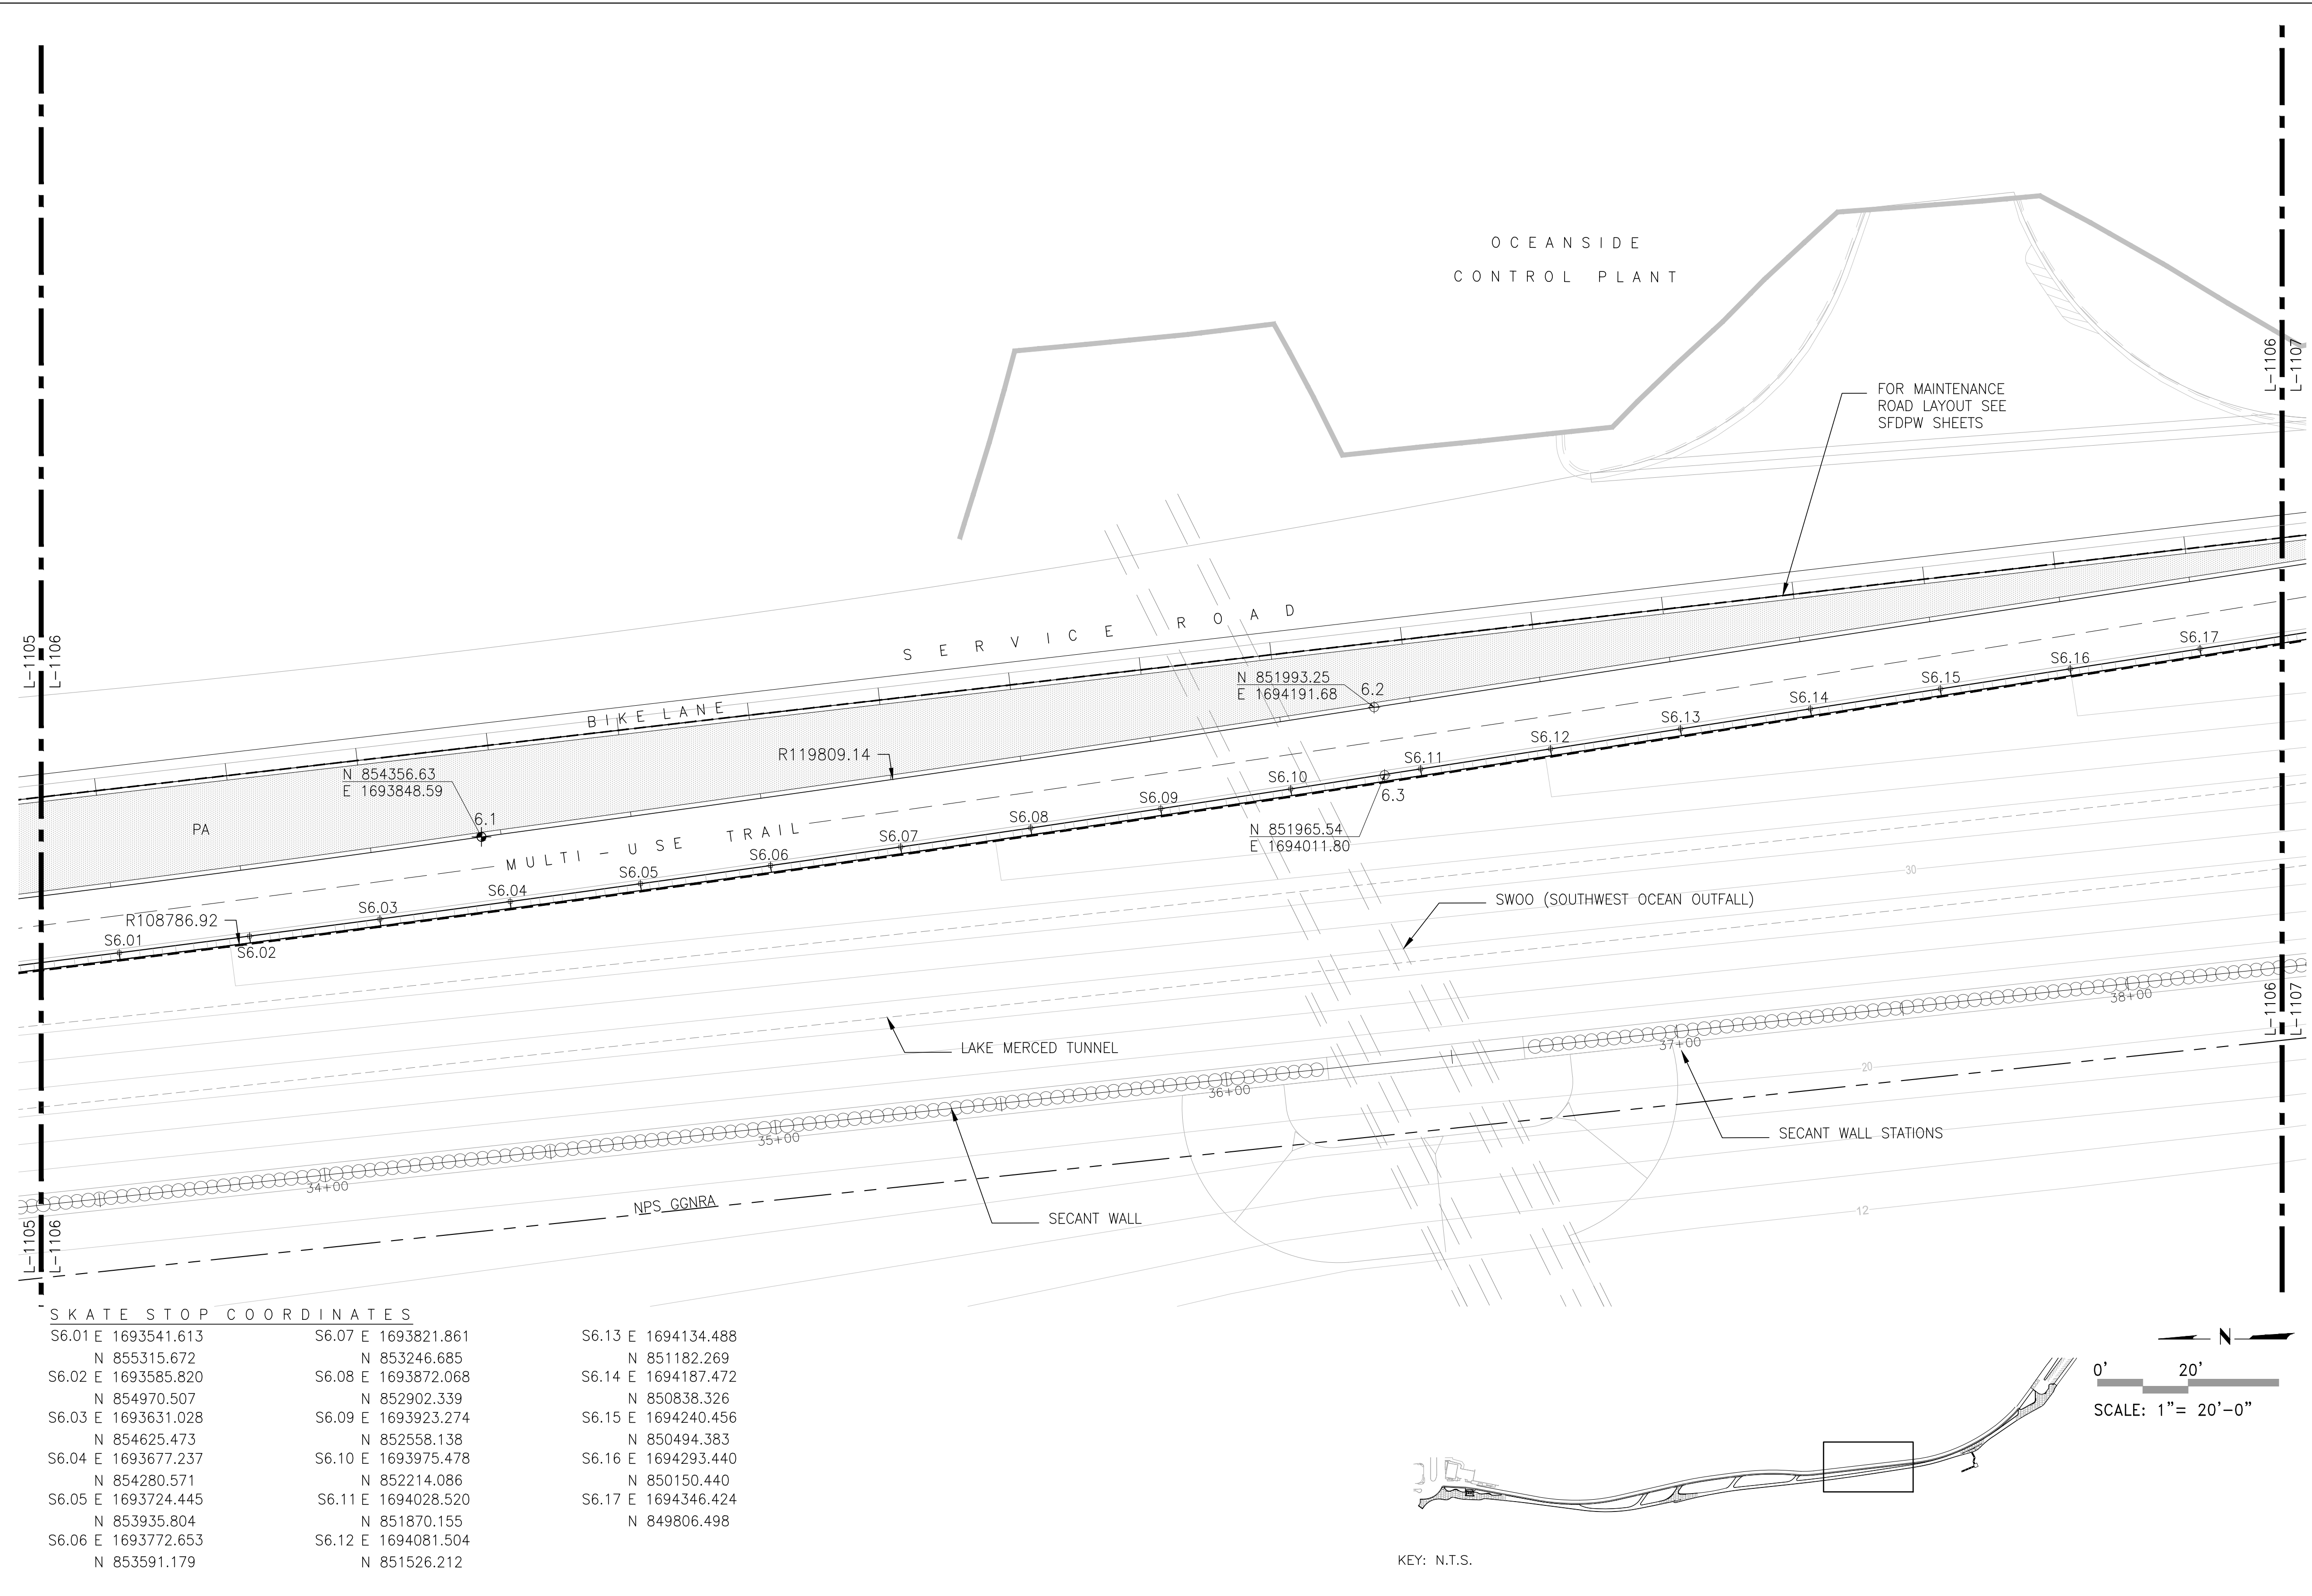 OCEANSIDE
CONTROL PLANT
L-1106
L-1107
FOR MAINTENANCE
ROAD LAYOUT SEE
SFDPW SHEETS
SERVICE ROAD
L-1105
L-1106
S6.17
S6.16
N 851993.25
E 1694191.68
6.2
S6.15
BIKE LANE
S6.14
S6.13
R119809.14
S6.12
S6.11
N 854356.63
E 1693848.59
S6.10
6.3
S6.09
6.1
S6.08
PA
MULTI-USE TRAIL
S6.07
N 851965.54
E 1694011.80
S6.06
S6.05
30
S6.04
S6.03
SWOO (SOUTHWEST OCEAN OUTFALL)
R108786.92
S6.01
S6.02
38+00
L-1106
L-1107
LAKE MERCED TUNNEL
37+00
20
36+00
35+00
SECANT WALL STATIONS
34+00
NPS GGNRA
SECANT WALL
12
L-1105
L-1106
SKATE STOP COORDINATES
S6.01 E 1693541.613
N 855315.672
S6.02 E 1693585.820
N 854970.507
S6.03 E 1693631.028
N 854625.473
S6.04 E 1693677.237
N 854280.571
S6.05 E 1693724.445
N 853935.804
S6.06 E 1693772.653
N 853591.179
S6.07 E 1693821.861
N 853246.685
S6.08 E 1693872.068
N 852902.339
S6.09 E 1693923.274
N 852558.138
S6.10 E 1693975.478
N 852214.086
S6.11 E 1694028.520
N 851870.155
S6.12 E 1694081.504
N 851526.212
S6.13 E 1694134.488
N 851182.269
S6.14 E 1694187.472
N 850838.326
S6.15 E 1694240.456
N 850494.383
S6.16 E 1694293.440
N 850150.440
S6.17 E 1694346.424
N 849806.498
N
0' 20'
SCALE: 1"= 20'-0"
KEY: N.T.S.